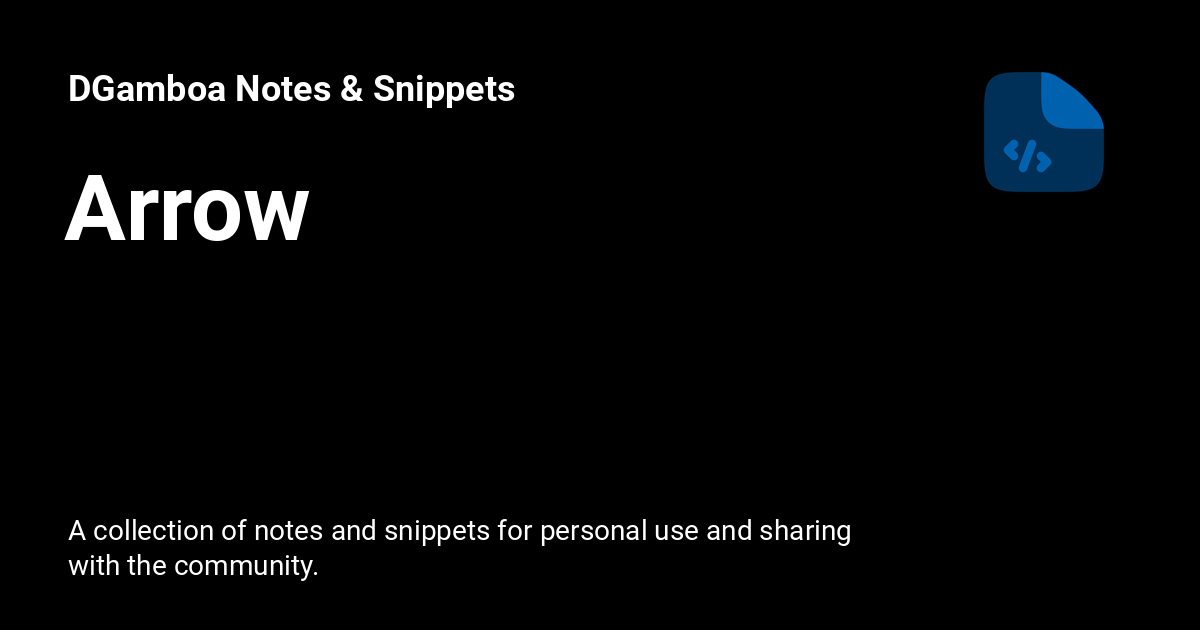 DGamboa Notes & Snippets
Arrow
</>
A collection of notes and snippets for personal use and sharing
with the community.